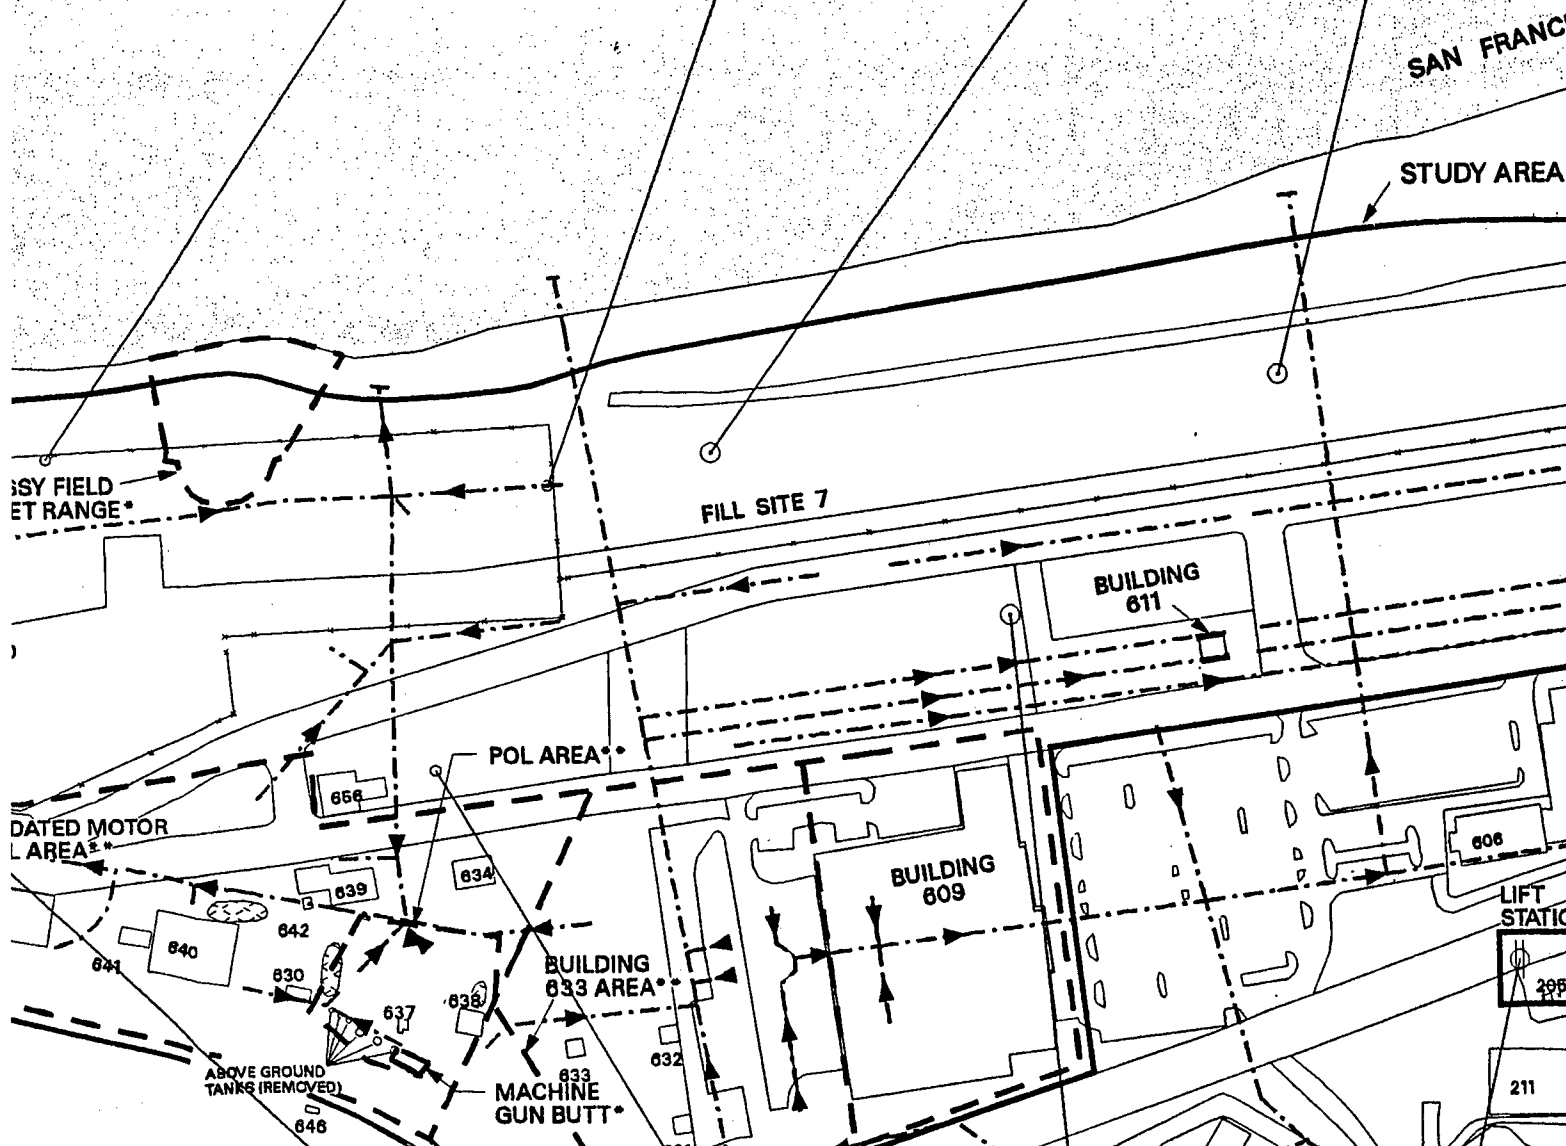 SAN FRANC
STUDY AREA
SSY FIELD
ET RANGE*
FILL SITE 7
BUILDING
611
POL AREA**
656
DATED MOTOR
L AREA**
639
634
BUILDING
609
606
LIFT
STATIO
642
640
641
630
638
637
BUILDING
633 AREA**
632
633
ABOVE GROUND
TANKS (REMOVED)
MACHINE
GUN BUTT*
646
211